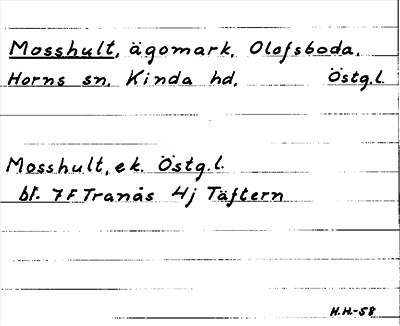 Mosshult, ägomark, Olofsboda,
Horns sn, Kinda hd, Östg.l.
Mosshult, ek. Östg.l.
bl. 7F Tranås 4j Täftern
H.H.-58